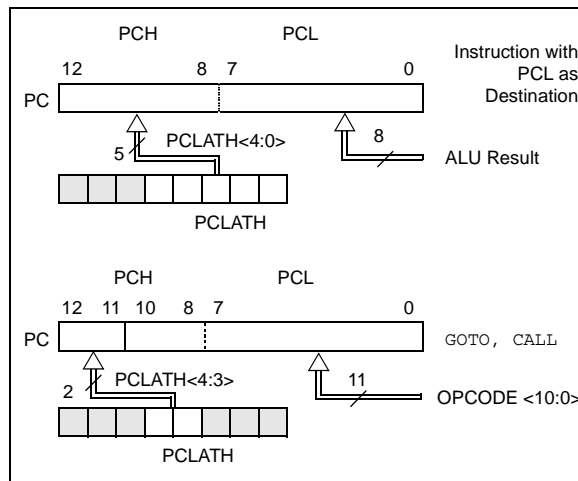 PCH PCL
12 8 7 0
Instruction with
PCL as
Destination
PC
5 PCLATH<4:0> 8
ALU Result
PCLATH
PCH PCL
12 11 10 8 7 0
PC GOTO, CALL
2 PCLATH<4:3> 11
OPCODE <10:0>
PCLATH